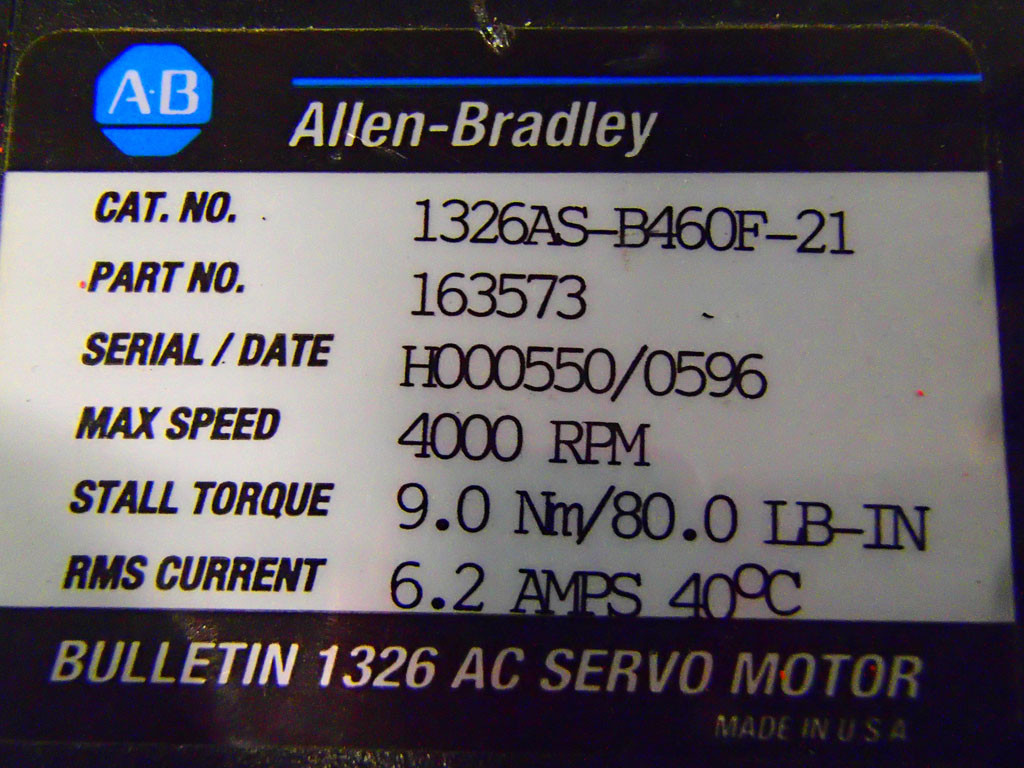 A·B
Allen-Bradley
CAT. NO. 1326AS-B460F-21
PART NO. 163573
SERIAL / DATE H000550/0596
MAX SPEED 4000 RPM
STALL TORQUE 9.0 Nm/80.0 LB-IN
RMS CURRENT 6.2 AMPS 40ºC
BULLETIN 1326 AC SERVO MOTOR
MADE IN U S A